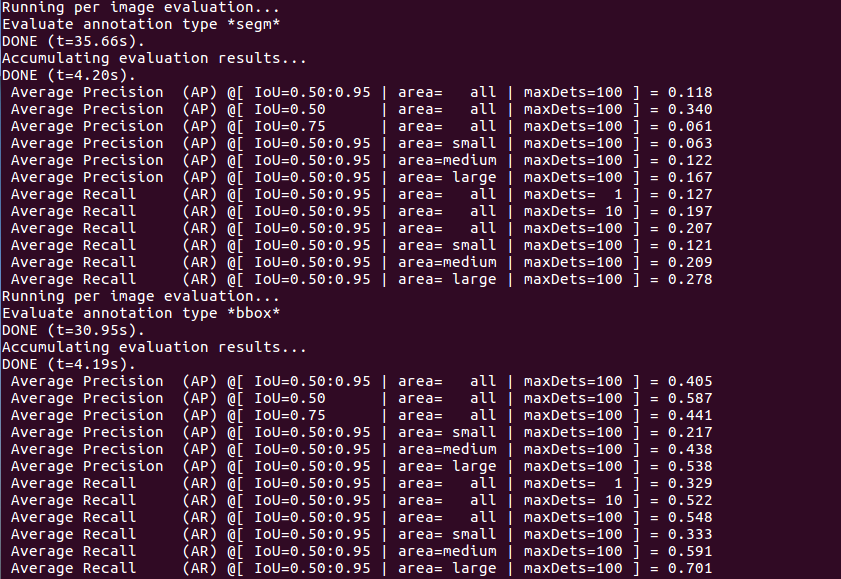 Running per image evaluation...
Evaluate annotation type *segm*
DONE (t=35.66s).
Accumulating evaluation results...
DONE (t=4.20s).
 Average Precision  (AP) @[ IoU=0.50:0.95 | area=   all | maxDets=100 ] = 0.118
 Average Precision  (AP) @[ IoU=0.50      | area=   all | maxDets=100 ] = 0.340
 Average Precision  (AP) @[ IoU=0.75      | area=   all | maxDets=100 ] = 0.061
 Average Precision  (AP) @[ IoU=0.50:0.95 | area= small | maxDets=100 ] = 0.063
 Average Precision  (AP) @[ IoU=0.50:0.95 | area=medium | maxDets=100 ] = 0.122
 Average Precision  (AP) @[ IoU=0.50:0.95 | area= large | maxDets=100 ] = 0.167
 Average Recall     (AR) @[ IoU=0.50:0.95 | area=   all | maxDets=  1 ] = 0.127
 Average Recall     (AR) @[ IoU=0.50:0.95 | area=   all | maxDets= 10 ] = 0.197
 Average Recall     (AR) @[ IoU=0.50:0.95 | area=   all | maxDets=100 ] = 0.207
 Average Recall     (AR) @[ IoU=0.50:0.95 | area= small | maxDets=100 ] = 0.121
 Average Recall     (AR) @[ IoU=0.50:0.95 | area=medium | maxDets=100 ] = 0.209
 Average Recall     (AR) @[ IoU=0.50:0.95 | area= large | maxDets=100 ] = 0.278
Running per image evaluation...
Evaluate annotation type *bbox*
DONE (t=30.95s).
Accumulating evaluation results...
DONE (t=4.19s).
 Average Precision  (AP) @[ IoU=0.50:0.95 | area=   all | maxDets=100 ] = 0.405
 Average Precision  (AP) @[ IoU=0.50      | area=   all | maxDets=100 ] = 0.587
 Average Precision  (AP) @[ IoU=0.75      | area=   all | maxDets=100 ] = 0.441
 Average Precision  (AP) @[ IoU=0.50:0.95 | area= small | maxDets=100 ] = 0.217
 Average Precision  (AP) @[ IoU=0.50:0.95 | area=medium | maxDets=100 ] = 0.438
 Average Precision  (AP) @[ IoU=0.50:0.95 | area= large | maxDets=100 ] = 0.538
 Average Recall     (AR) @[ IoU=0.50:0.95 | area=   all | maxDets=  1 ] = 0.329
 Average Recall     (AR) @[ IoU=0.50:0.95 | area=   all | maxDets= 10 ] = 0.522
 Average Recall     (AR) @[ IoU=0.50:0.95 | area=   all | maxDets=100 ] = 0.548
 Average Recall     (AR) @[ IoU=0.50:0.95 | area= small | maxDets=100 ] = 0.333
 Average Recall     (AR) @[ IoU=0.50:0.95 | area=medium | maxDets=100 ] = 0.591
 Average Recall     (AR) @[ IoU=0.50:0.95 | area= large | maxDets=100 ] = 0.701